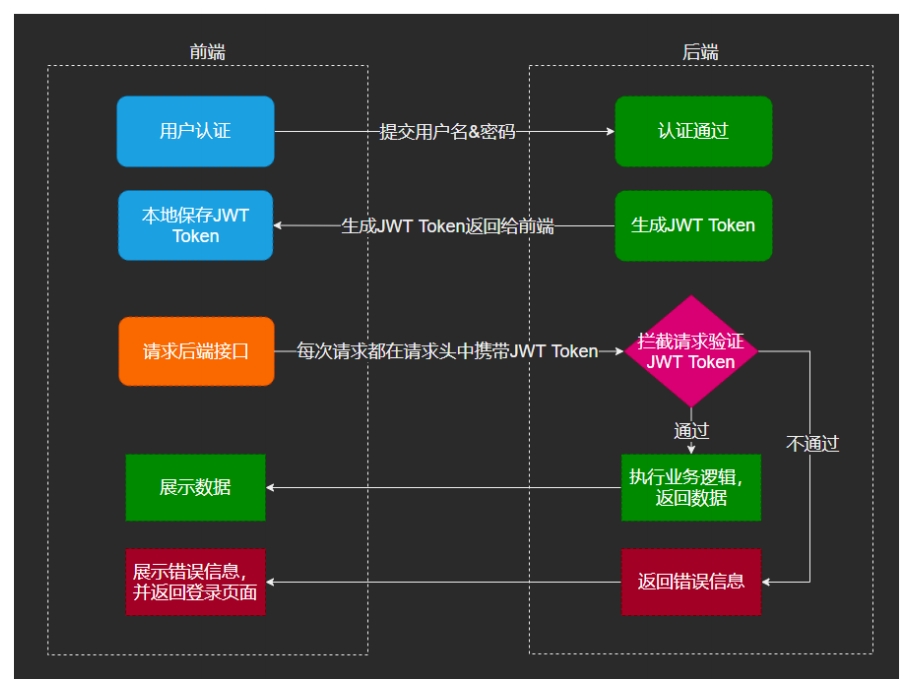 前端
后端
用户认证
提交用户名&密码
认证通过
本地保存JWT
Token
生成JWT Token返回给前端
生成JWT Token
请求后端接口
每次请求都在请求头中携带JWT Token
拦截请求验证
JWT Token
通过
不通过
展示数据
执行业务逻辑，
返回数据
展示错误信息，
并返回登录页面
返回错误信息